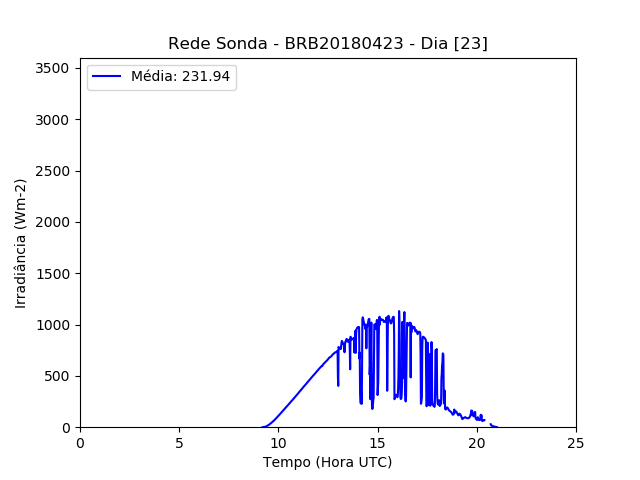 Rede Sonda - BRB20180423 - Dia [23]
Média: 231.94
3500
3000
2500
2000
1500
1000
500
0
Irradiância (Wm-2)
0 5 10 15 20 25
Tempo (Hora UTC)